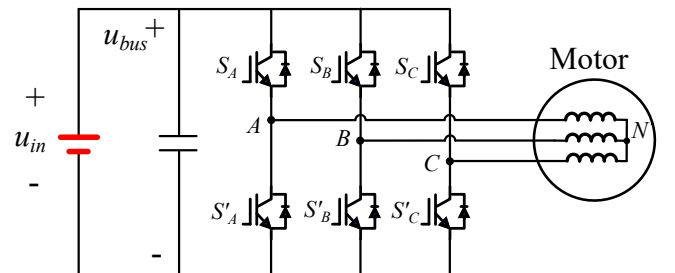 u_bus +
S_A S_B S_C Motor
+
u_in A B N
C
-
S'_A S'_B S'_C
-